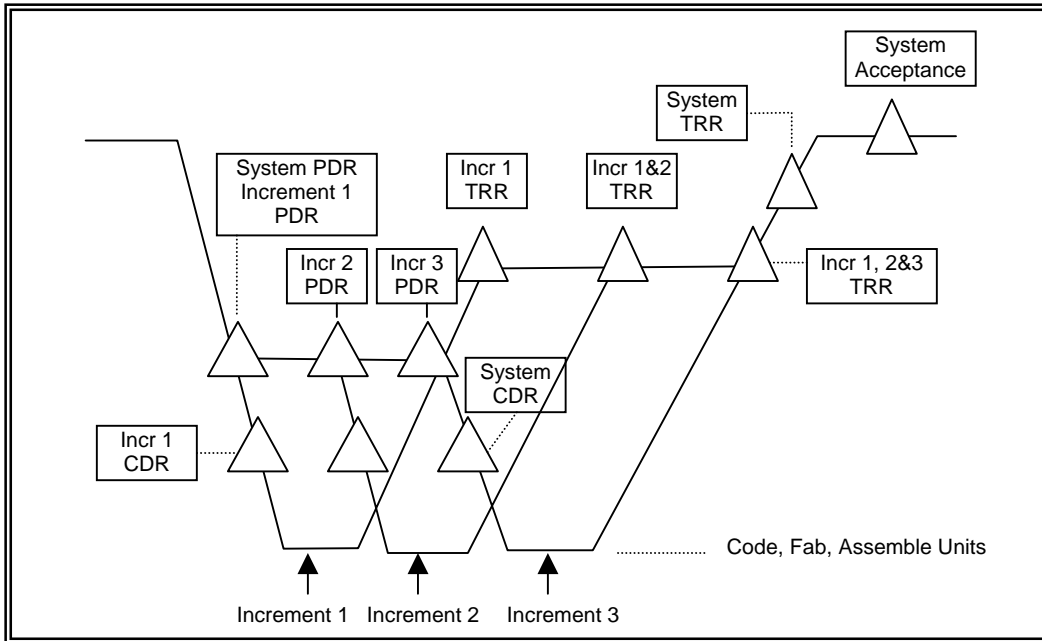 System
Acceptance
System
TRR
System PDR
Increment 1
PDR
Incr 1
TRR
Incr 1&2
TRR
Incr 2
PDR
Incr 3
PDR
Incr 1, 2&3
TRR
System
CDR
Incr 1
CDR
Code, Fab, Assemble Units
Increment 1
Increment 2
Increment 3